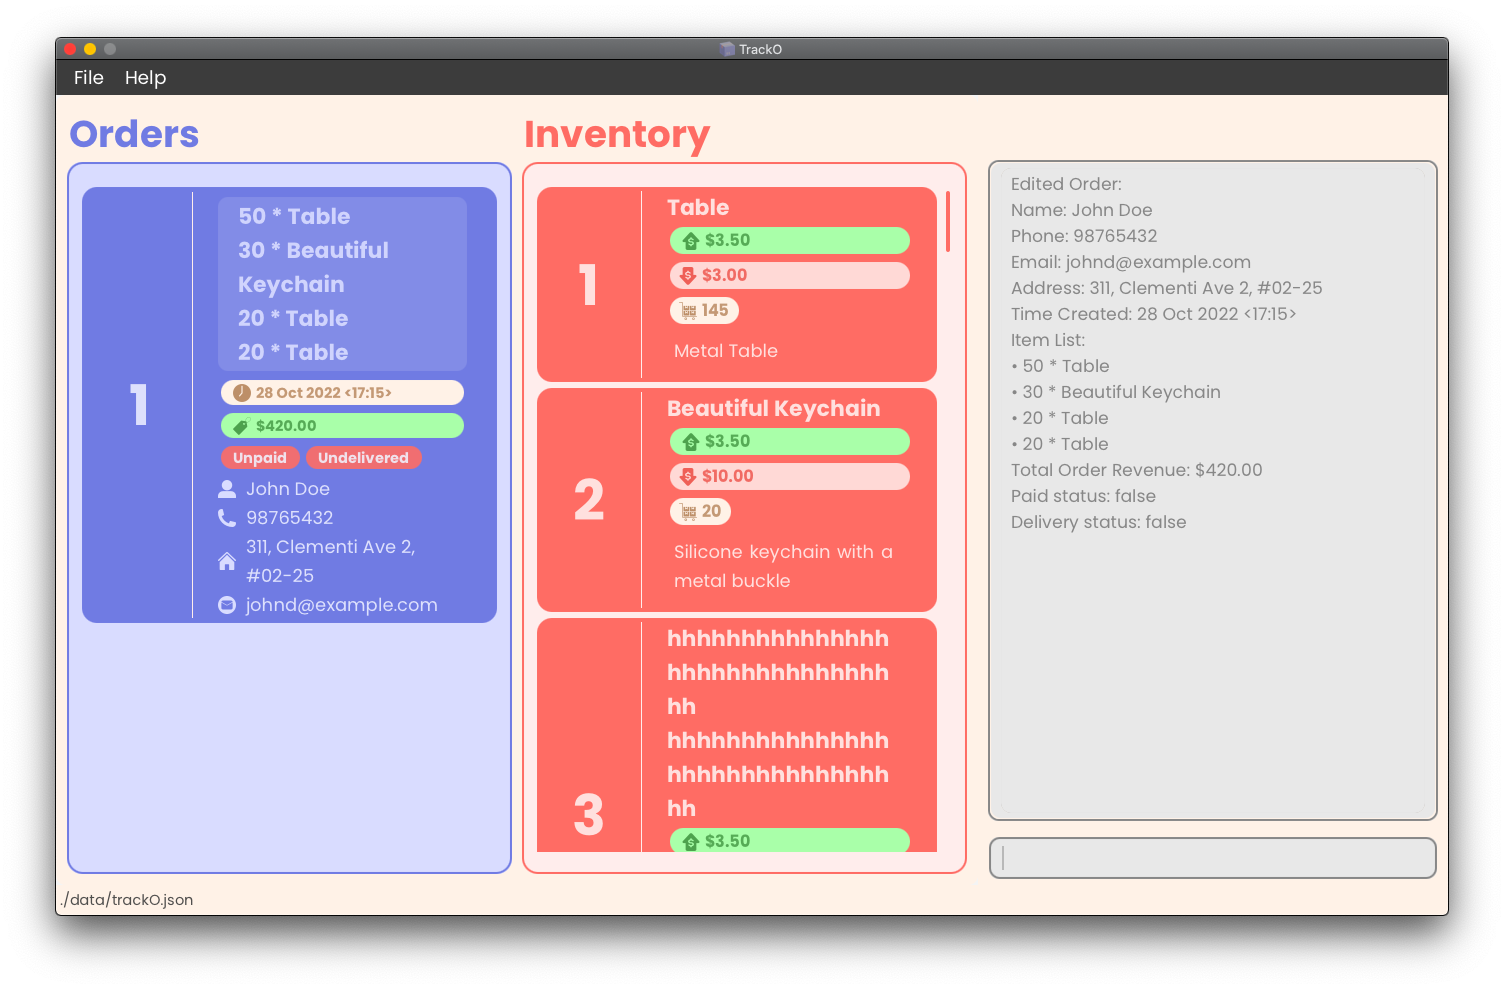 TrackO
File Help
Orders
1
50 * Table
30 * Beautiful
Keychain
20 * Table
20 * Table
28 Oct 2022 <17:15>
$420.00
Unpaid Undelivered
John Doe
98765432
311, Clementi Ave 2,
#02-25
johnd@example.com
Inventory
1
Table
$3.50
$3.00
145
Metal Table
2
Beautiful Keychain
$3.50
$10.00
20
Silicone keychain with a
metal buckle
3
hhhhhhhhhhhhhhh
hhhhhhhhhhhhhhh
hh
hhhhhhhhhhhhhhh
hhhhhhhhhhhhhhh
hh
$3.50
Edited Order:
Name: John Doe
Phone: 98765432
Email: johnd@example.com
Address: 311, Clementi Ave 2, #02-25
Time Created: 28 Oct 2022 <17:15>
Item List:
• 50 * Table
• 30 * Beautiful Keychain
• 20 * Table
• 20 * Table
Total Order Revenue: $420.00
Paid status: false
Delivery status: false
./data/trackO.json